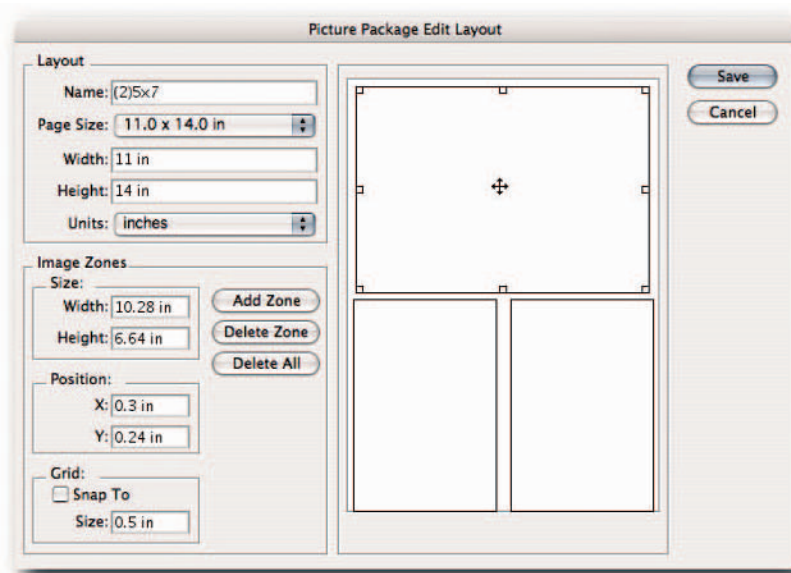 Picture Package Edit Layout
Layout
Name: (2)5x7
Page Size: 11.0 x 14.0 in
Width: 11 in
Height: 14 in
Units: inches
Image Zones
Size:
Width: 10.28 in
Height: 6.64 in
Add Zone
Delete Zone
Delete All
Position:
X: 0.3 in
Y: 0.24 in
Grid:
Snap To
Size: 0.5 in
Save
Cancel